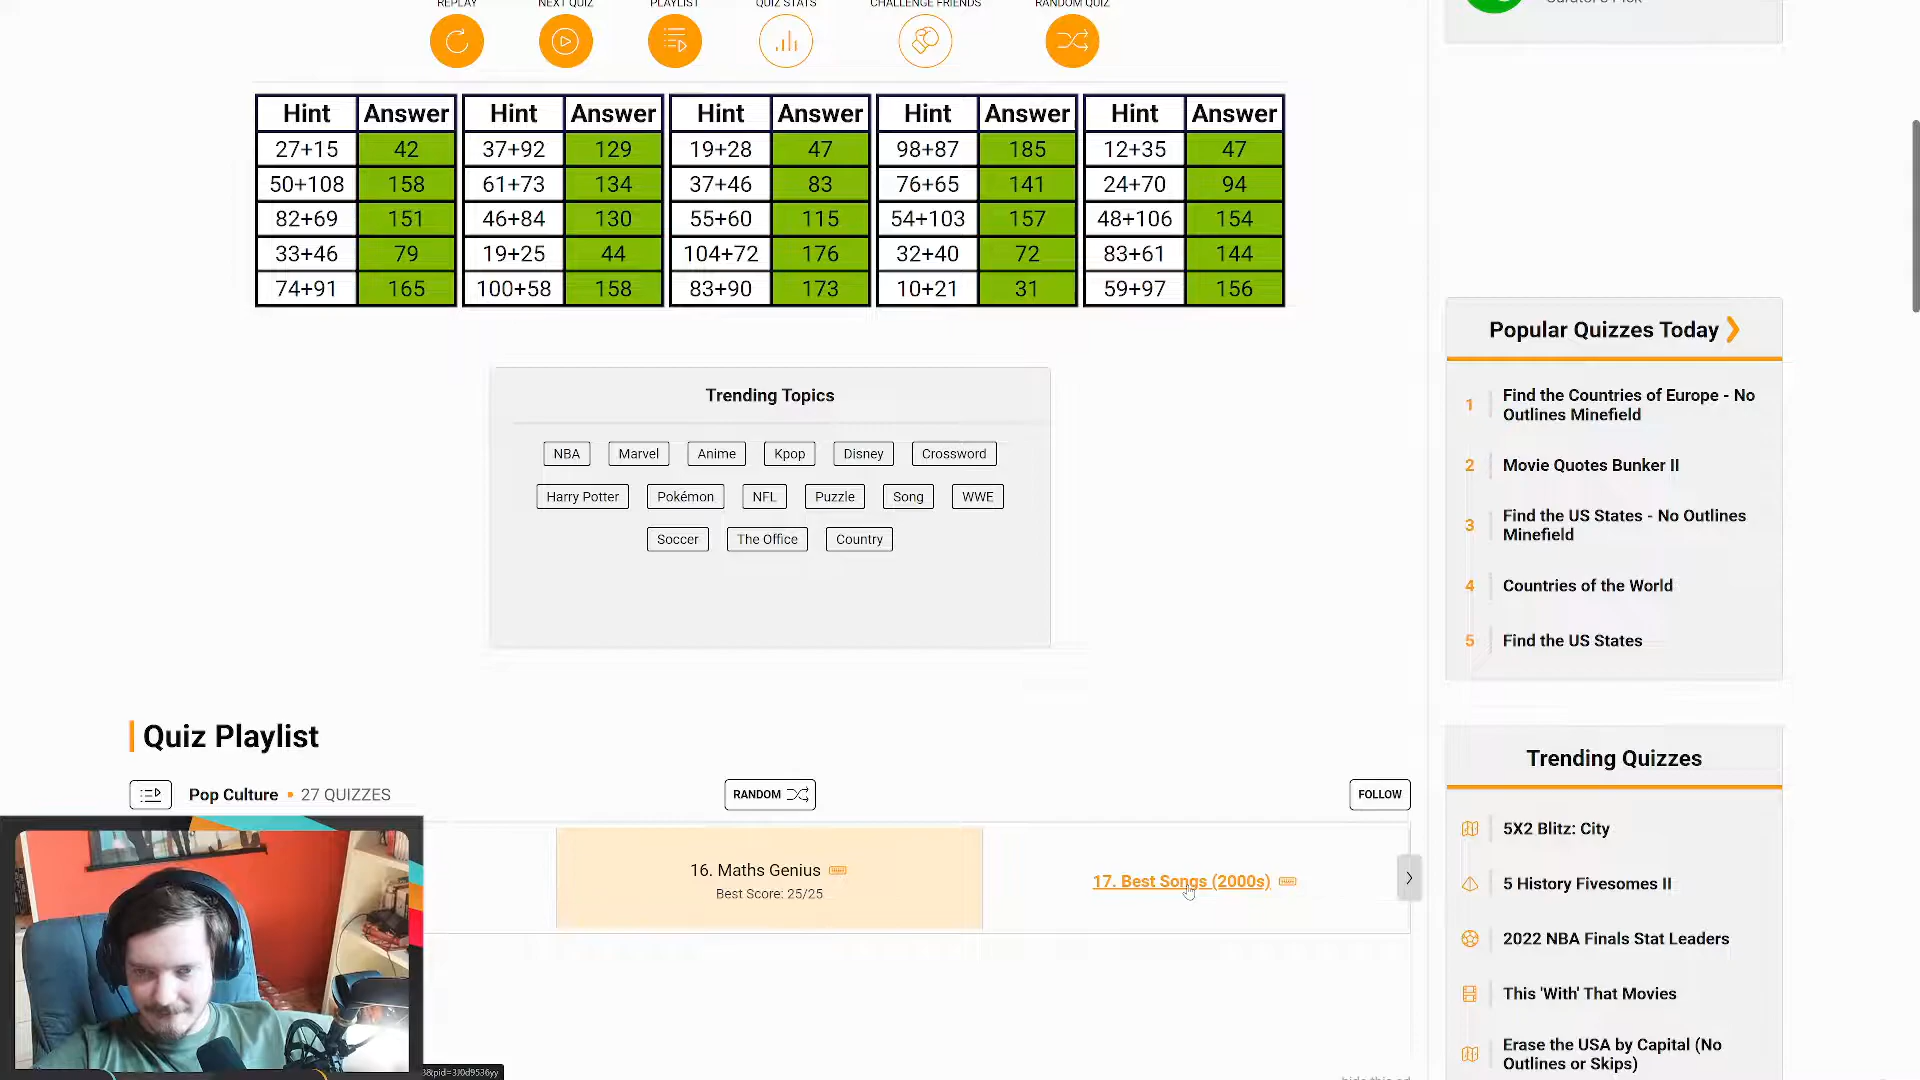 REPLAY NEXT QUIZ PLAYLIST QUIZ STATS CHALLENGE FRIENDS RANDOM QUIZ
Hint Answer Hint Answer Hint Answer Hint Answer Hint Answer
27+15 42 37+92 129 19+28 47 98+87 185 12+35 47
50+108 158 61+73 134 37+46 83 76+65 141 24+70 94
82+69 151 46+84 130 55+60 115 54+103 157 48+106 154
33+46 79 19+25 44 104+72 176 32+40 72 83+61 144
74+91 165 100+58 158 83+90 173 10+21 31 59+97 156
Trending Topics
NBA Marvel Anime Kpop Disney Crossword
Harry Potter Pokémon NFL Puzzle Song WWE
Soccer The Office Country
Quiz Playlist
Pop Culture • 27 QUIZZES RANDOM FOLLOW
16. Maths Genius
Best Score: 25/25
17. Best Songs (2000s)
Curator's Pick
Popular Quizzes Today
1 Find the Countries of Europe - No
Outlines Minefield
2 Movie Quotes Bunker II
3 Find the US States - No Outlines
Minefield
4 Countries of the World
5 Find the US States
Trending Quizzes
5X2 Blitz: City
5 History Fivesomes II
2022 NBA Finals Stat Leaders
This 'With' That Movies
Erase the USA by Capital (No
Outlines or Skips)
hide this ad